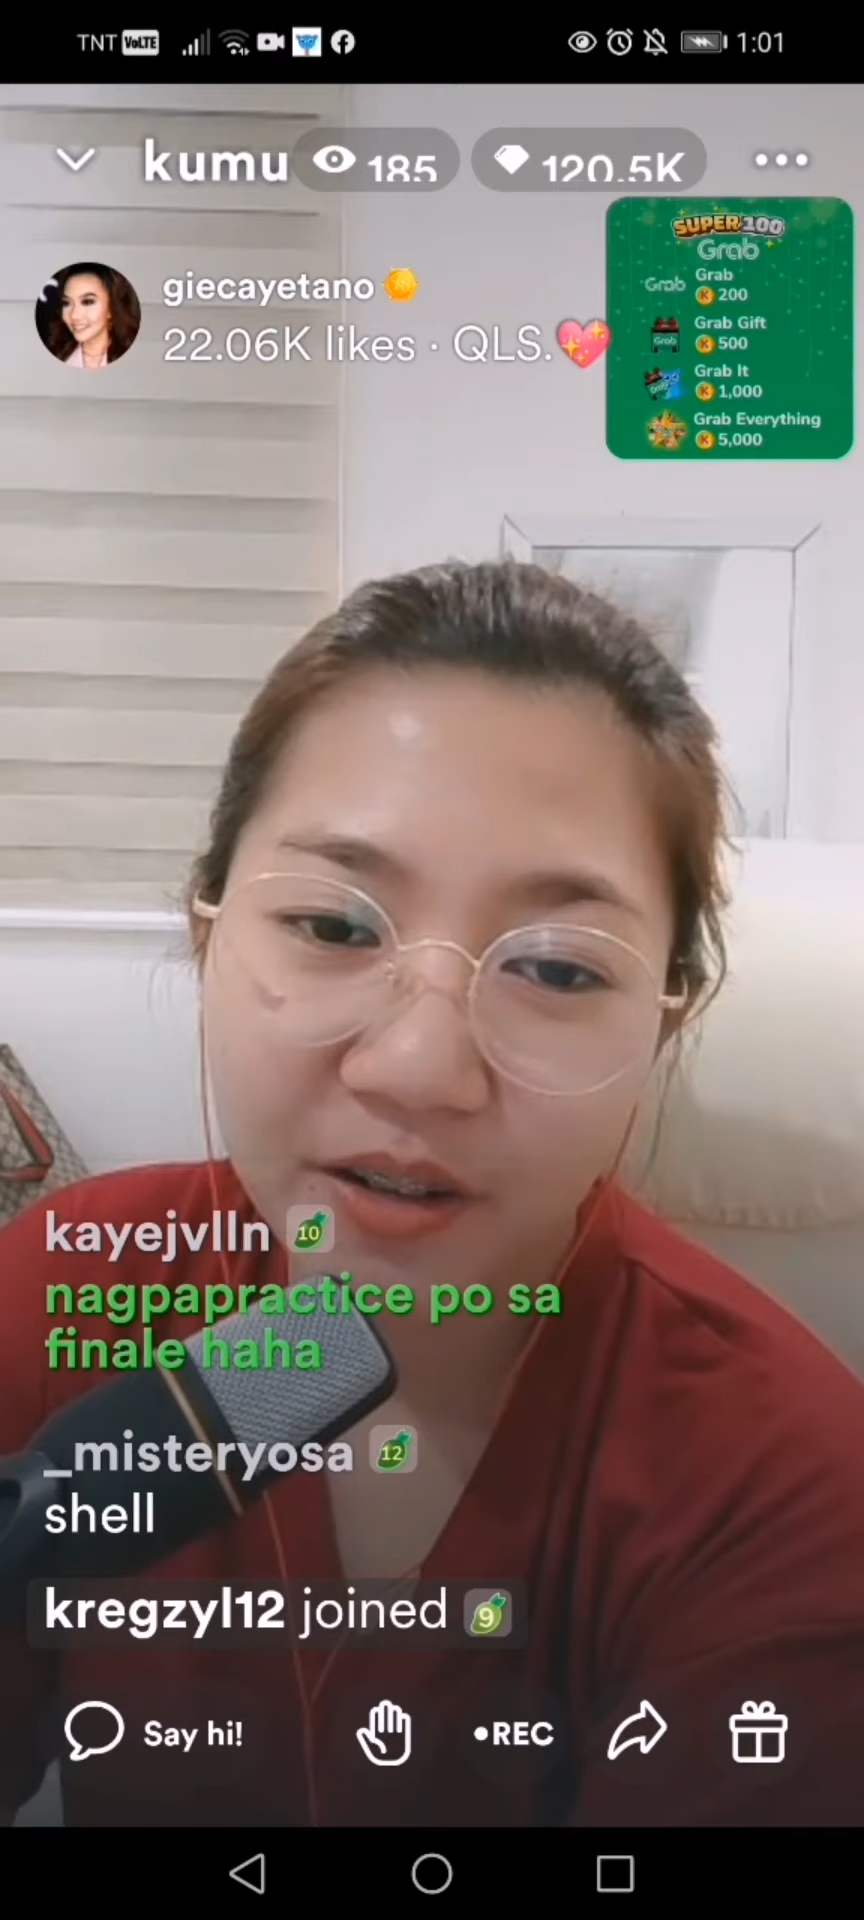 TNT VoLTE 1:01
kumu 185 120.5K
SUPER 100
Grab
giecayetano
22.06K likes · QLS.
Grab Grab
200
Grab Gift
Grab 500
Grab It
1,000
Grab Everything
5,000
kayejvlln 10
nagpapractice po sa
finale haha
_misteryosa 12
shell
kregzyl12 joined 9
Say hi! •REC